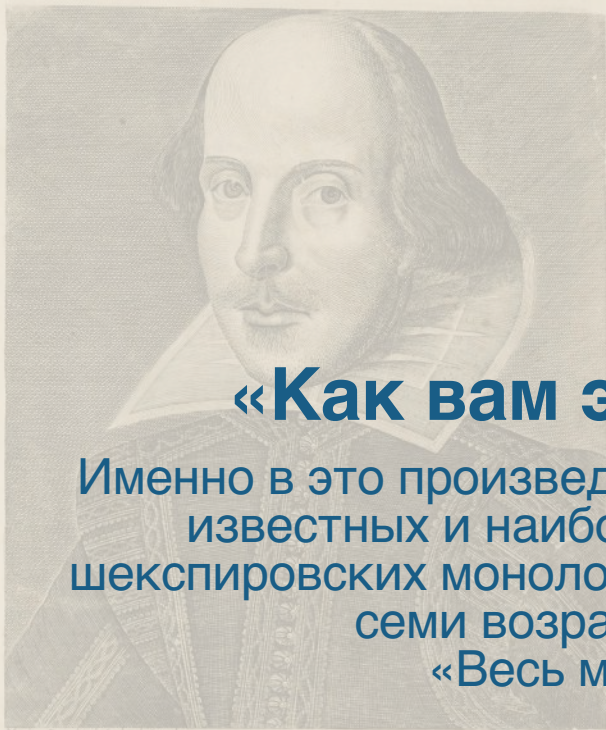 «Как вам э
Именно в это произвед
известных и наибо
шекспировских моноло
семи возра
«Весь м